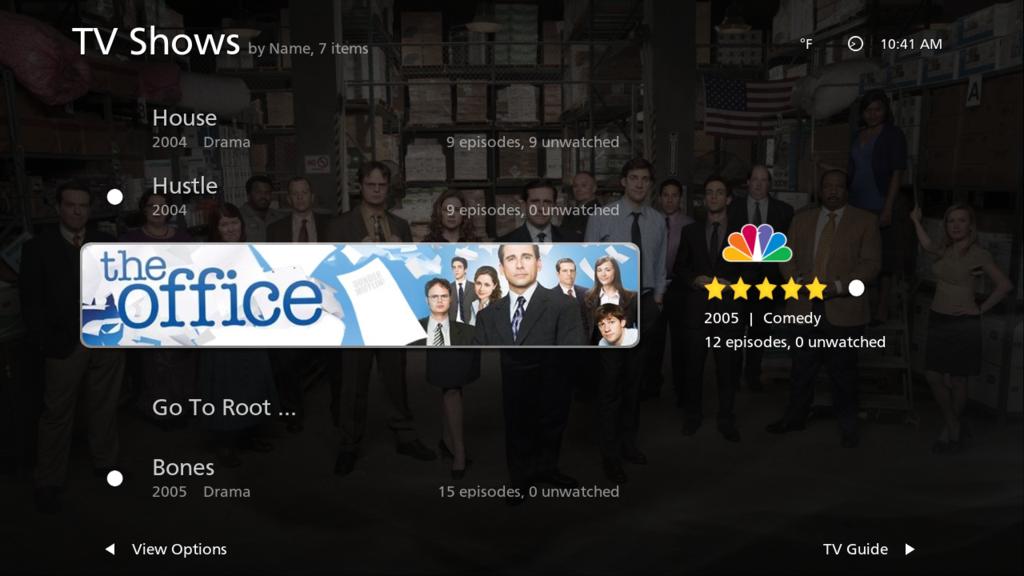 TV Shows by Name, 7 items
°F 10:41 AM
House
2004 Drama
9 episodes, 9 unwatched
Hustle
2004
9 episodes, 0 unwatched
the
office
2005 | Comedy
12 episodes, 0 unwatched
Go To Root ...
Bones
2005 Drama
15 episodes, 0 unwatched
View Options
TV Guide
A